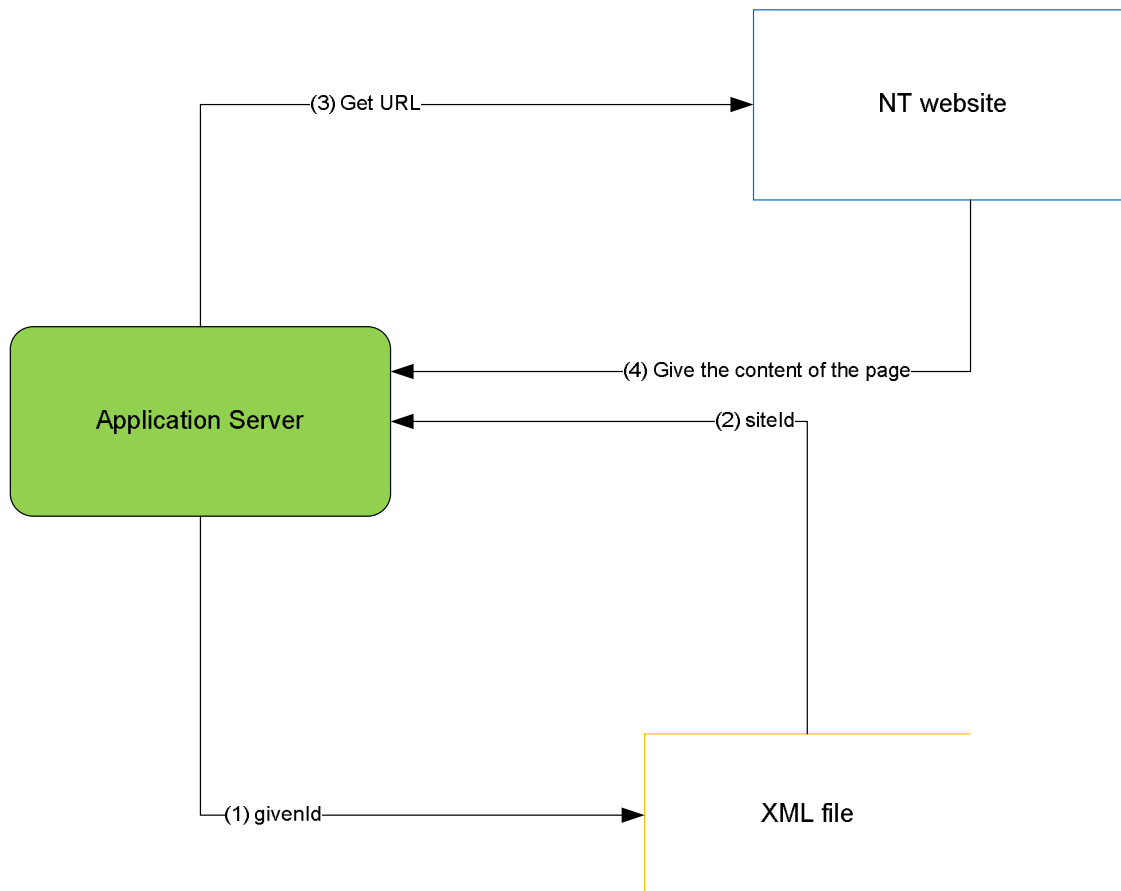 (3) Get URL
NT website
(4) Give the content of the page
Application Server
(2) siteId
(1) givenId
XML file